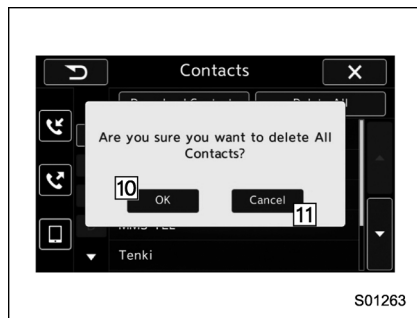 Contacts
Are you sure you want to delete All
Contacts?
10
OK
Cancel
11
Tenki
S01263